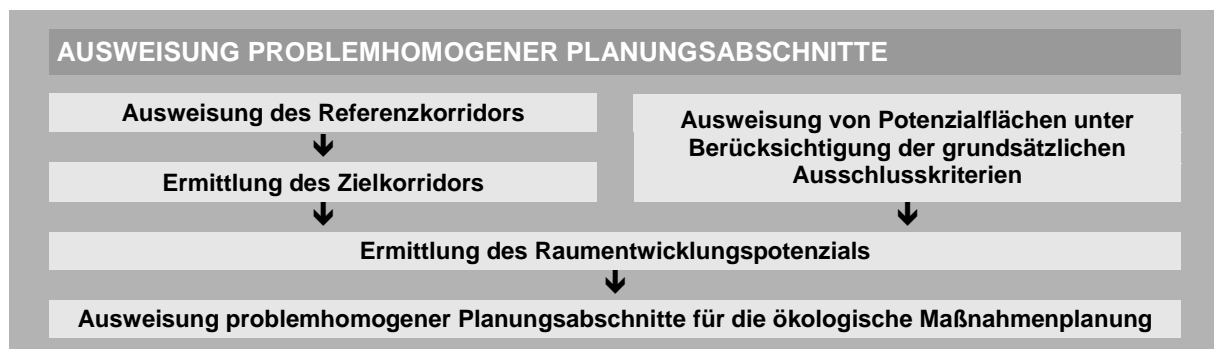 AUSWEISUNG PROBLEMHOMOGENER PLANUNGSABSCHNITTE
Ausweisung des Referenzkorridors
Ermittlung des Zielkorridors
Ausweisung von Potenzialflächen unter
Berücksichtigung der grundsätzlichen
Ausschlusskriterien
Ermittlung des Raumentwicklungspotenzials
Ausweisung problemhomogener Planungsabschnitte für die ökologische Maßnahmenplanung